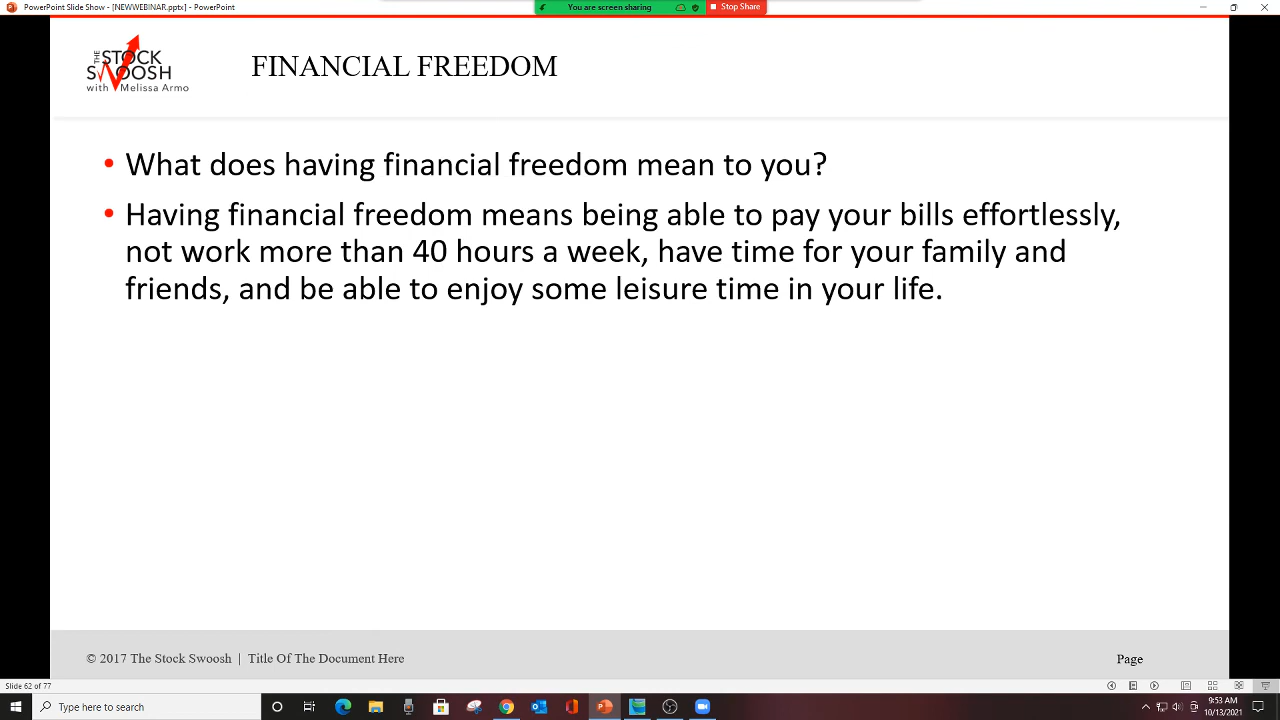 PowerPoint Slide Show - [NEWWEBINAR.pptx] - PowerPoint
You are screen sharing
Stop Share
THE STOCK
SWOOSH
with Melissa Armo
FINANCIAL FREEDOM
• What does having financial freedom mean to you?
• Having financial freedom means being able to pay your bills effortlessly,
not work more than 40 hours a week, have time for your family and
friends, and be able to enjoy some leisure time in your life.
© 2017 The Stock Swoosh | Title Of The Document Here
Page
Slide 62 of 77
Type here to search
9:53 AM
10/13/2021